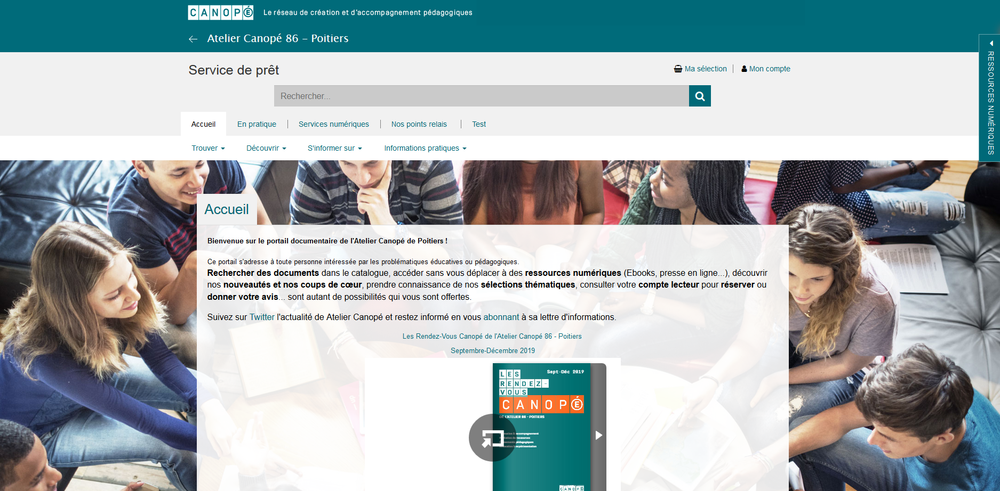 CANOPÉ Le réseau de création et d'accompagnement pédagogiques
Atelier Canopé 86 – Poitiers
RESSOURCES NUMÉRIQUES
Service de prêt
Ma sélection
Mon compte
Rechercher...
Accueil En pratique Services numériques Nos points relais Test
Trouver Découvrir S'informer sur Informations pratiques
Accueil
Bienvenue sur le portail documentaire de l'Atelier Canopé de Poitiers !
Ce portail s'adresse à toute personne intéressée par les problématiques éducatives ou pédagogiques.
Rechercher des documents dans le catalogue, accéder sans vous déplacer à des ressources numériques (Ebooks, presse en ligne...), découvrir
nos nouveautés et nos coups de cœur, prendre connaissance de nos sélections thématiques, consulter votre compte lecteur pour réserver ou
donner votre avis... sont autant de possibilités qui vous sont offertes.
Suivez sur Twitter l'actualité de Atelier Canopé et restez informé en vous abonnant à sa lettre d'informations.
Les Rendez-Vous Canopé de l'Atelier Canopé 86 - Poitiers
Septembre-Décembre 2019
Sept-Déc 2019
LES
RENDEZ-
VOUS
CANOPÉ
DE L'ATELIER 86 - POITIERS
accompagnement
ressources
pédagogiques
expérimentation
CANOPÉ